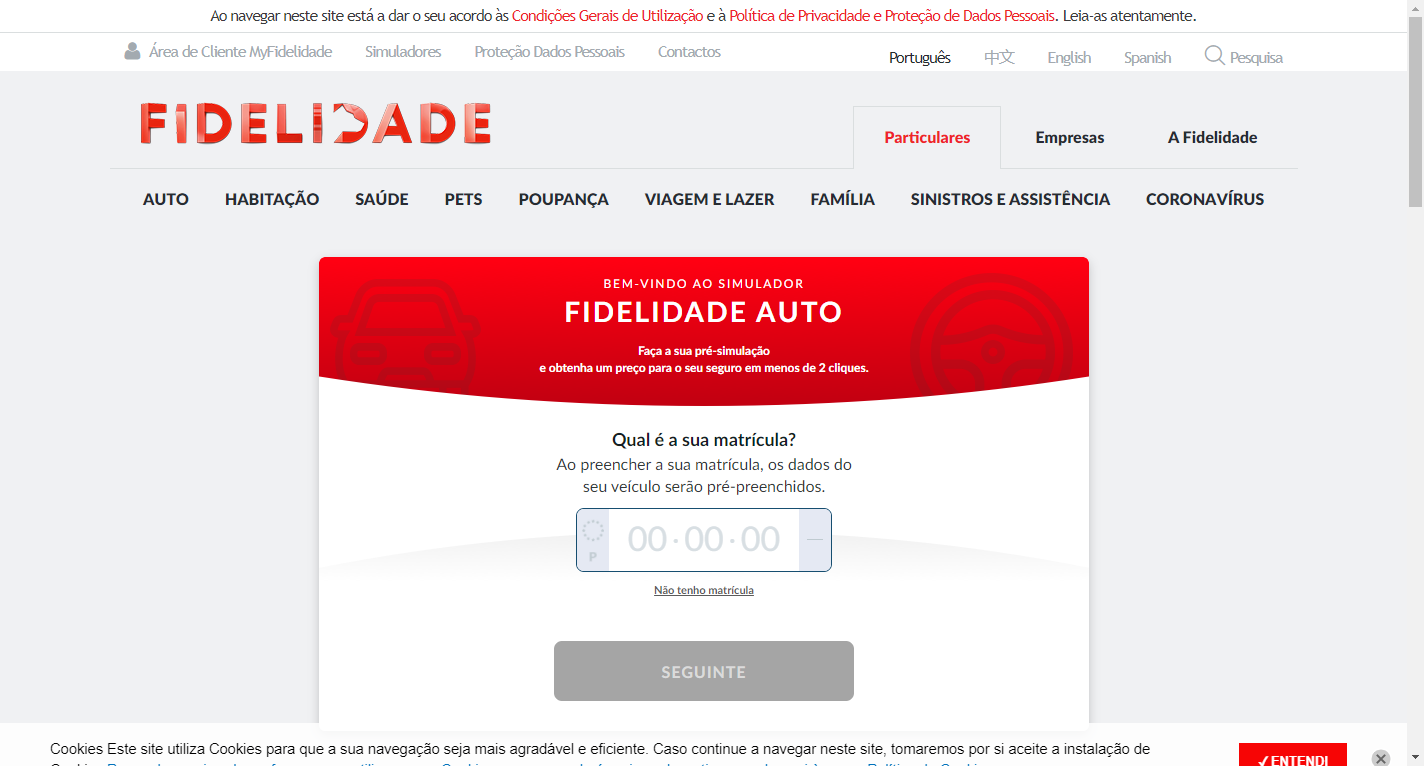 Ao navegar neste site está a dar o seu acordo às Condições Gerais de Utilização e à Política de Privacidade e Proteção de Dados Pessoais. Leia-as atentamente.
Área de Cliente MyFidelidade Simuladores Proteção Dados Pessoais Contactos Português 中文 English Spanish Pesquisa
FIDELIDADE
Particulares Empresas A Fidelidade
AUTO HABITAÇÃO SAÚDE PETS POUPANÇA VIAGEM E LAZER FAMÍLIA SINISTROS E ASSISTÊNCIA CORONAVÍRUS
BEM-VINDO AO SIMULADOR
FIDELIDADE AUTO
Faça a sua pré-simulação
e obtenha um preço para o seu seguro em menos de 2 cliques.
Qual é a sua matrícula?
Ao preencher a sua matrícula, os dados do
seu veículo serão pré-preenchidos.
00·00·00
P
Não tenho matrícula
SEGUINTE
Cookies Este site utiliza Cookies para que a sua navegação seja mais agradável e eficiente. Caso continue a navegar neste site, tomaremos por si aceite a instalação de
✓ENTENDI